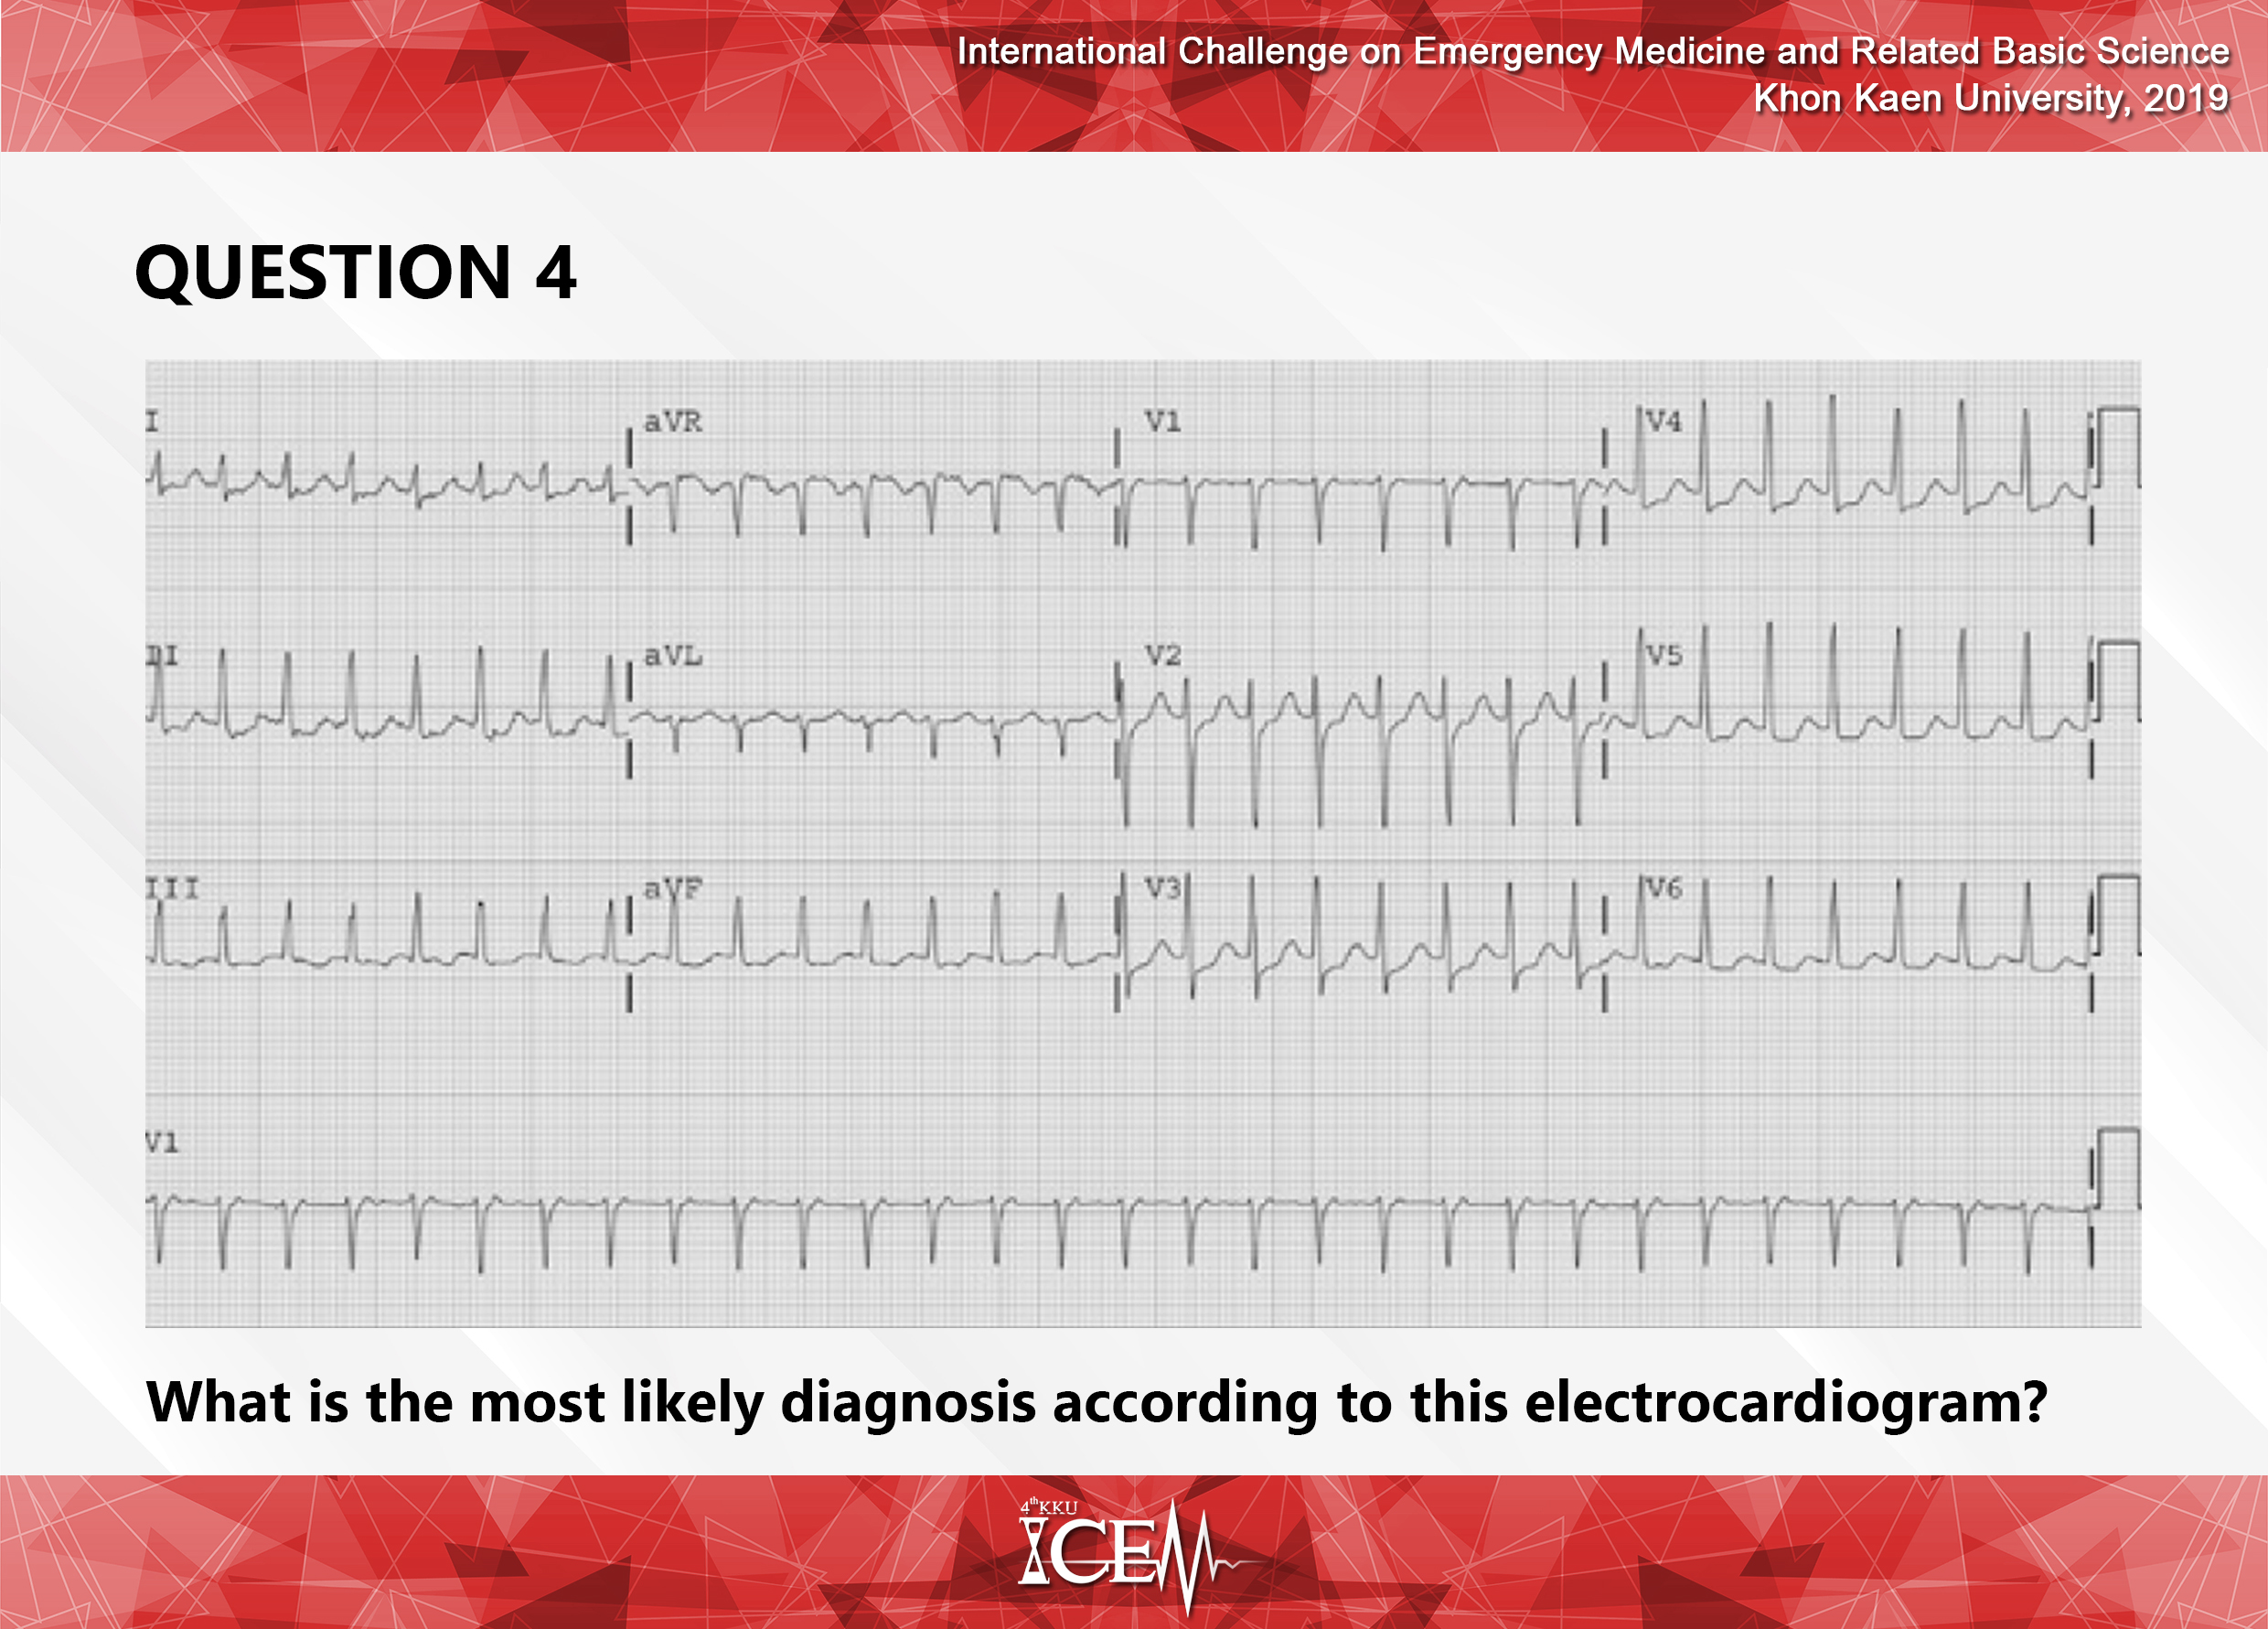 International Challenge on Emergency Medicine and Related Basic Science
Khon Kaen University, 2019
QUESTION 4
I aVR V1 V4
II aVL V2 V5
III aVF V3 V6
V1
What is the most likely diagnosis according to this electrocardiogram?
4th KKU
ICEM